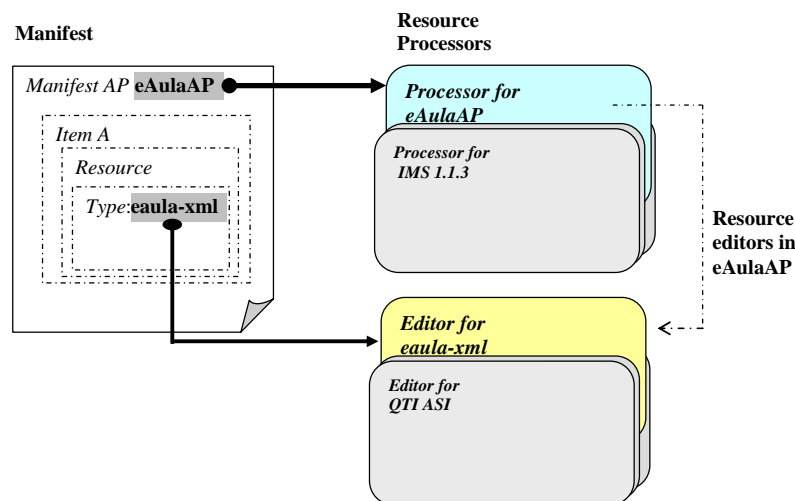 Manifest
Manifest AP eAulaAP
Item A
Resource
Type:eaula-xml
Resource
Processors
Processor for
eAulaAP
Processor for
IMS 1.1.3
Resource
editors in
eAulaAP
Editor for
eaula-xml
Editor for
QTI ASI